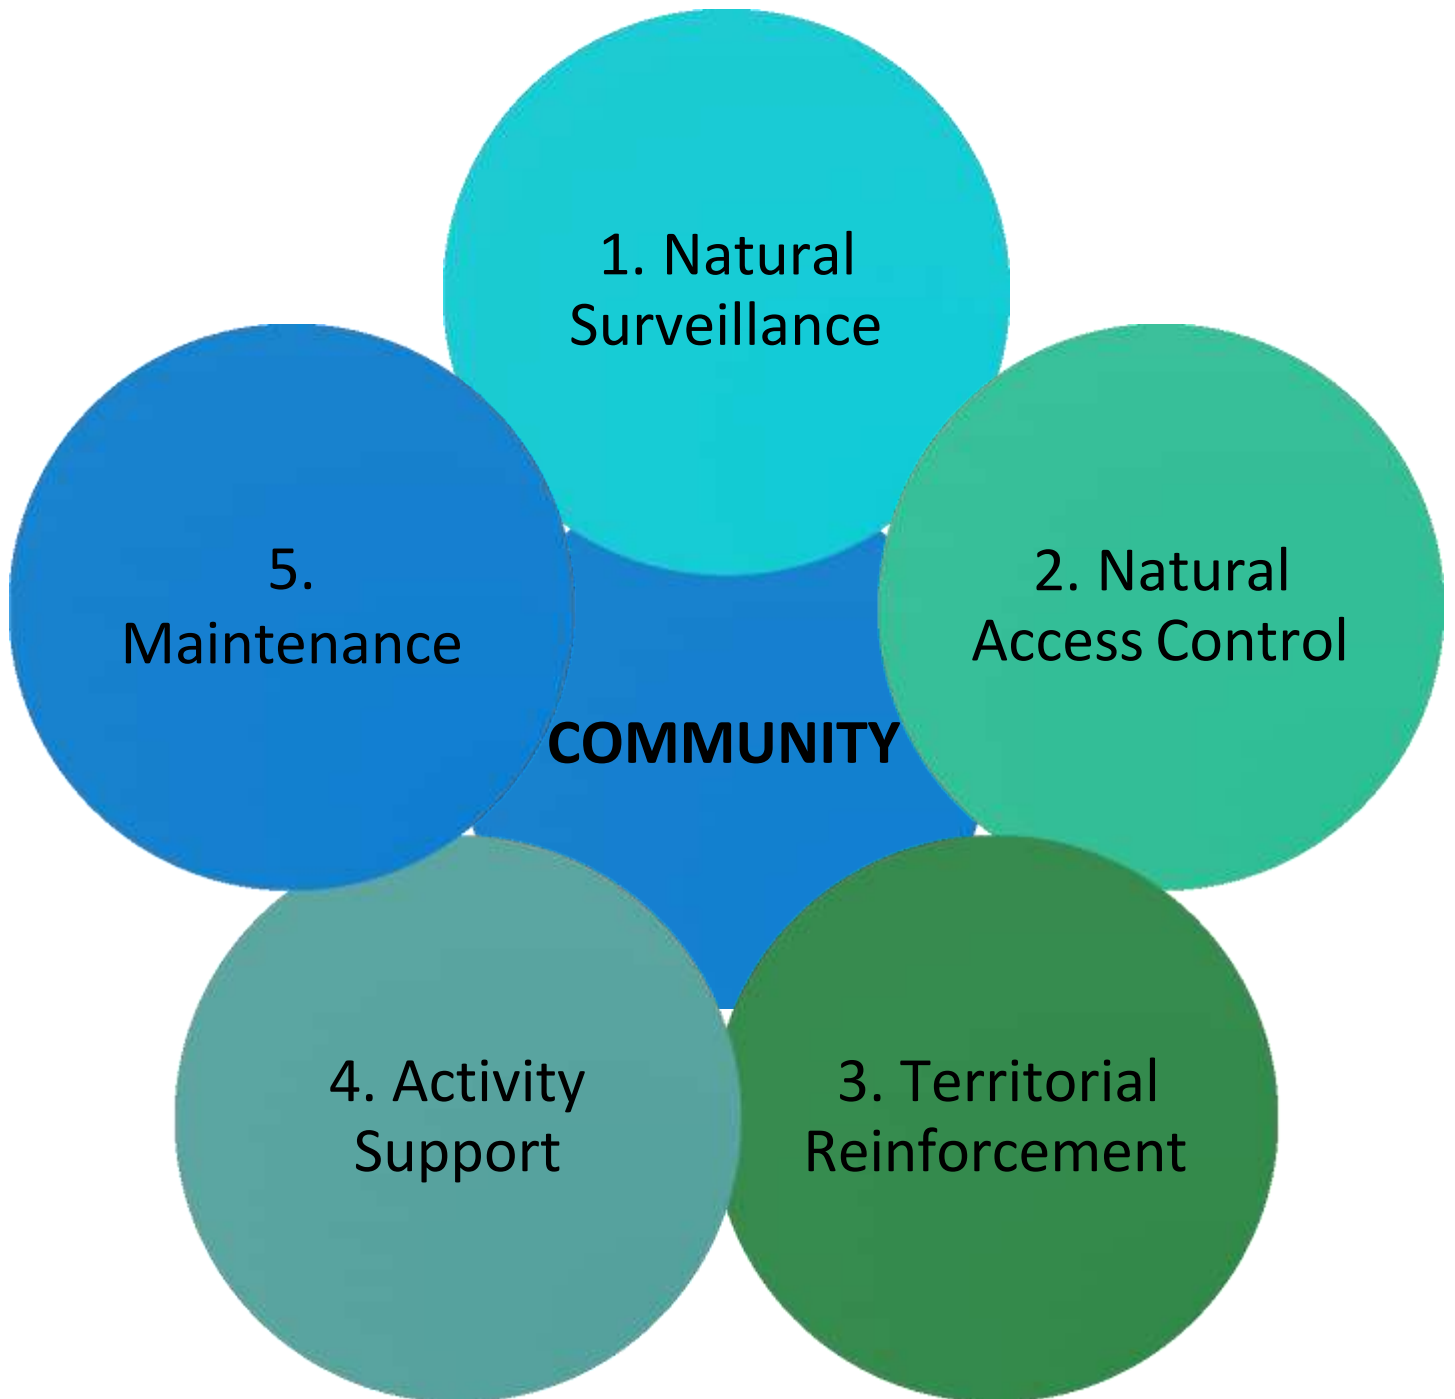 1. Natural
Surveillance
2. Natural
Access Control
3. Territorial
Reinforcement
4. Activity
Support
5.
Maintenance
COMMUNITY